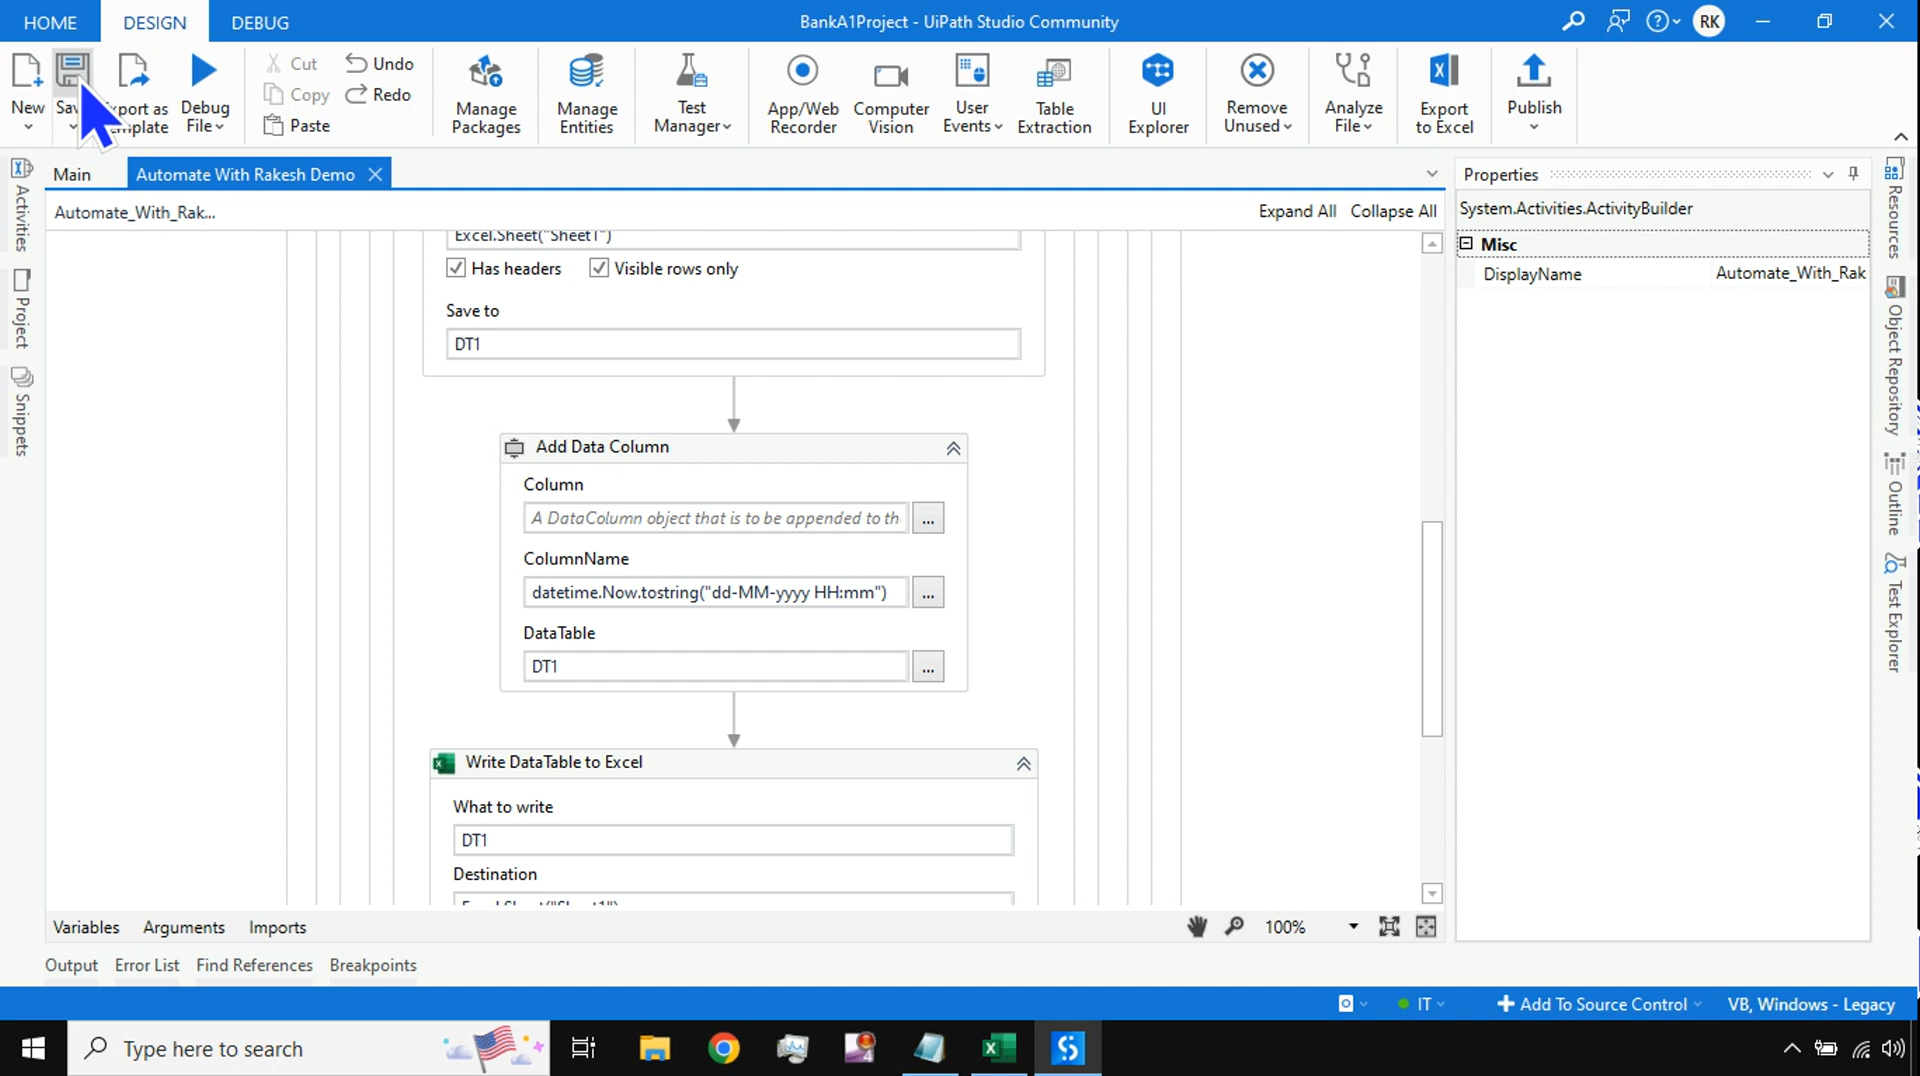 HOME DESIGN DEBUG BankA1Project - UiPath Studio Community RK
New Save Export as Template Debug File
Cut Copy Paste Undo Redo
Manage Packages
Manage Entities
Test Manager
App/Web Recorder
Computer Vision
User Events
Table Extraction
UI Explorer
Remove Unused
Analyze File
Export to Excel
Publish
Main Automate With Rakesh Demo
Automate_With_Rak... Expand All Collapse All
Activities
Project
Snippets
Excel.Sheet("Sheet1")
Has headers Visible rows only
Save to
DT1
Add Data Column
Column
A DataColumn object that is to be appended to th ...
ColumnName
datetime.Now.tostring("dd-MM-yyyy HH:mm") ...
DataTable
DT1 ...
Write DataTable to Excel
What to write
DT1
Destination
Properties
System.Activities.ActivityBuilder
Misc
DisplayName Automate_With_Rak
Resources
Object Repository
Outline
Test Explorer
Variables Arguments Imports 100%
Output Error List Find References Breakpoints
IT Add To Source Control VB, Windows - Legacy
Type here to search